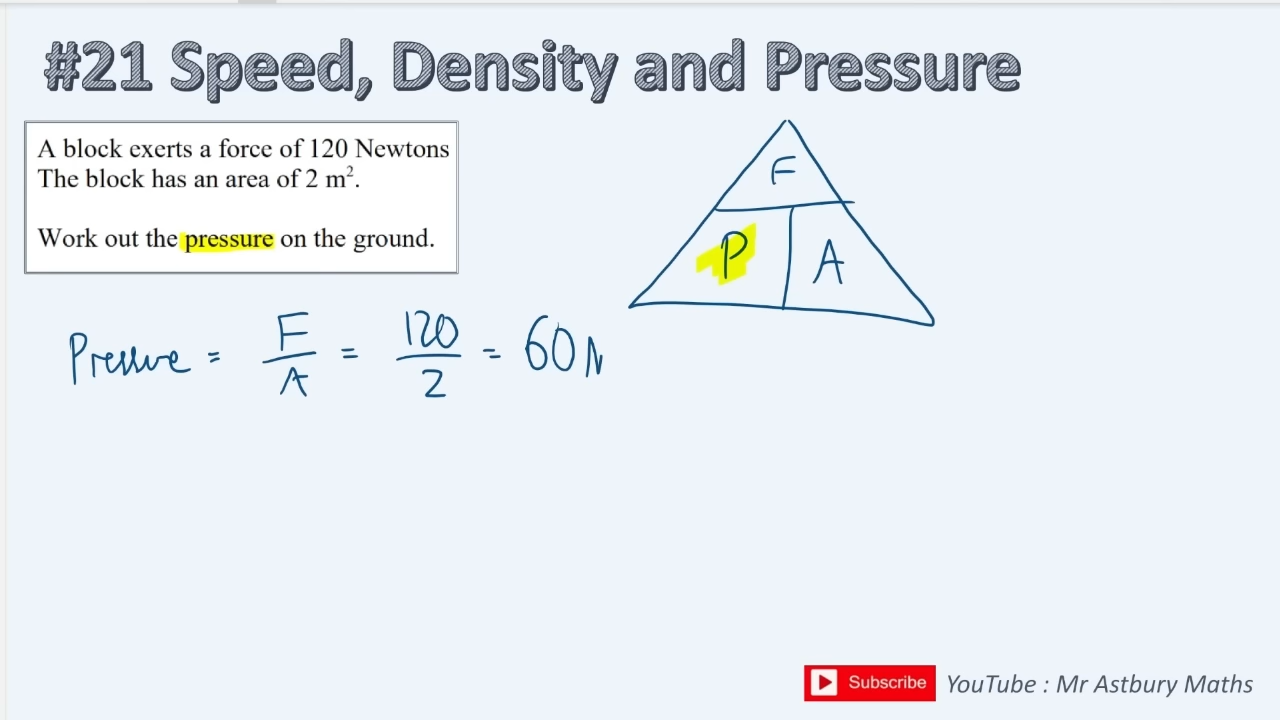 #21 Speed, Density and Pressure
A block exerts a force of 120 Newtons
The block has an area of 2 m².
Work out the pressure on the ground.
F
P A
Pressure = F/A = 120/2 = 60N
Subscribe YouTube : Mr Astbury Maths